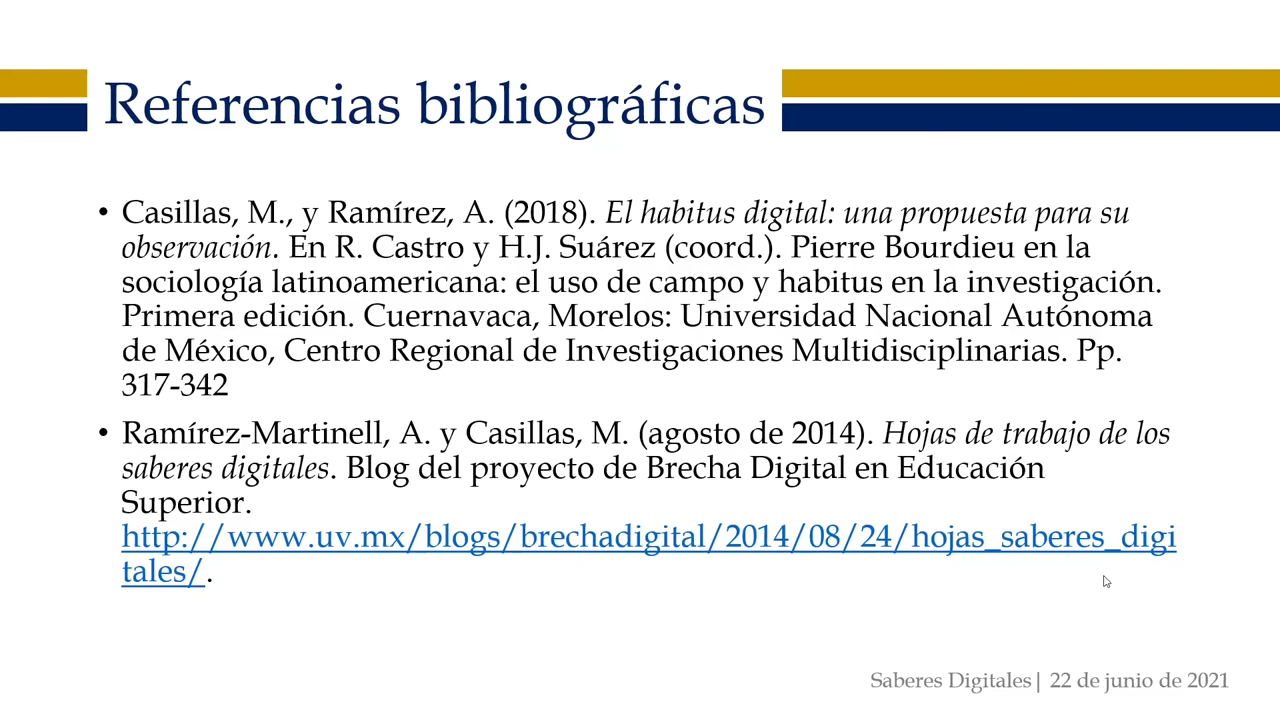 Referencias bibliográficas
• Casillas, M., y Ramírez, A. (2018). El habitus digital: una propuesta para su
observación. En R. Castro y H.J. Suárez (coord.). Pierre Bourdieu en la
sociología latinoamericana: el uso de campo y habitus en la investigación.
Primera edición. Cuernavaca, Morelos: Universidad Nacional Autónoma
de México, Centro Regional de Investigaciones Multidisciplinarias. Pp.
317-342
• Ramírez-Martinell, A. y Casillas, M. (agosto de 2014). Hojas de trabajo de los
saberes digitales. Blog del proyecto de Brecha Digital en Educación
Superior.
http://www.uv.mx/blogs/brechadigital/2014/08/24/hojas_saberes_digi
tales/.
Saberes Digitales| 22 de junio de 2021